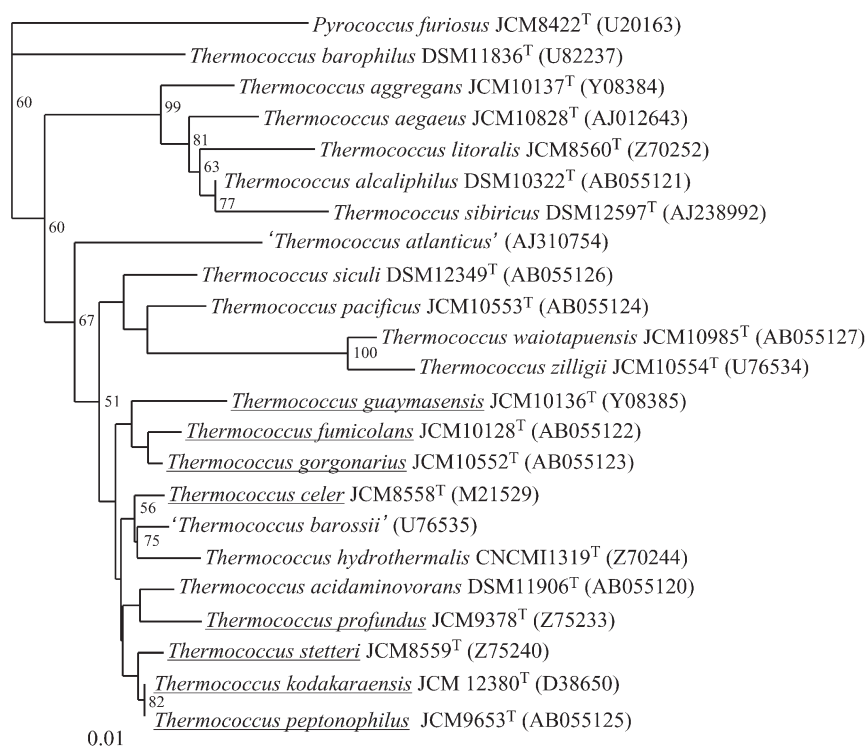 Pyrococcus furiosus JCM8422T (U20163)
Thermococcus barophilus DSM11836T (U82237)
Thermococcus aggregans JCM10137T (Y08384)
60
99
Thermococcus aegaeus JCM10828T (AJ012643)
81
Thermococcus litoralis JCM8560T (Z70252)
63
Thermococcus alcaliphilus DSM10322T (AB055121)
77
Thermococcus sibiricus DSM12597T (AJ238992)
60
'Thermococcus atlanticus' (AJ310754)
Thermococcus siculi DSM12349T (AB055126)
Thermococcus pacificus JCM10553T (AB055124)
67
Thermococcus waiotapuensis JCM10985T (AB055127)
100
Thermococcus zilligii JCM10554T (U76534)
51
Thermococcus guaymasensis JCM10136T (Y08385)
Thermococcus fumicolans JCM10128T (AB055122)
Thermococcus gorgonarius JCM10552T (AB055123)
Thermococcus celer JCM8558T (M21529)
56
'Thermococcus barossii' (U76535)
75
Thermococcus hydrothermalis CNCMI1319T (Z70244)
Thermococcus acidaminovorans DSM11906T (AB055120)
Thermococcus profundus JCM9378T (Z75233)
Thermococcus stetteri JCM8559T (Z75240)
Thermococcus kodakaraensis JCM 12380T (D38650)
82
Thermococcus peptonophilus JCM9653T (AB055125)
0.01